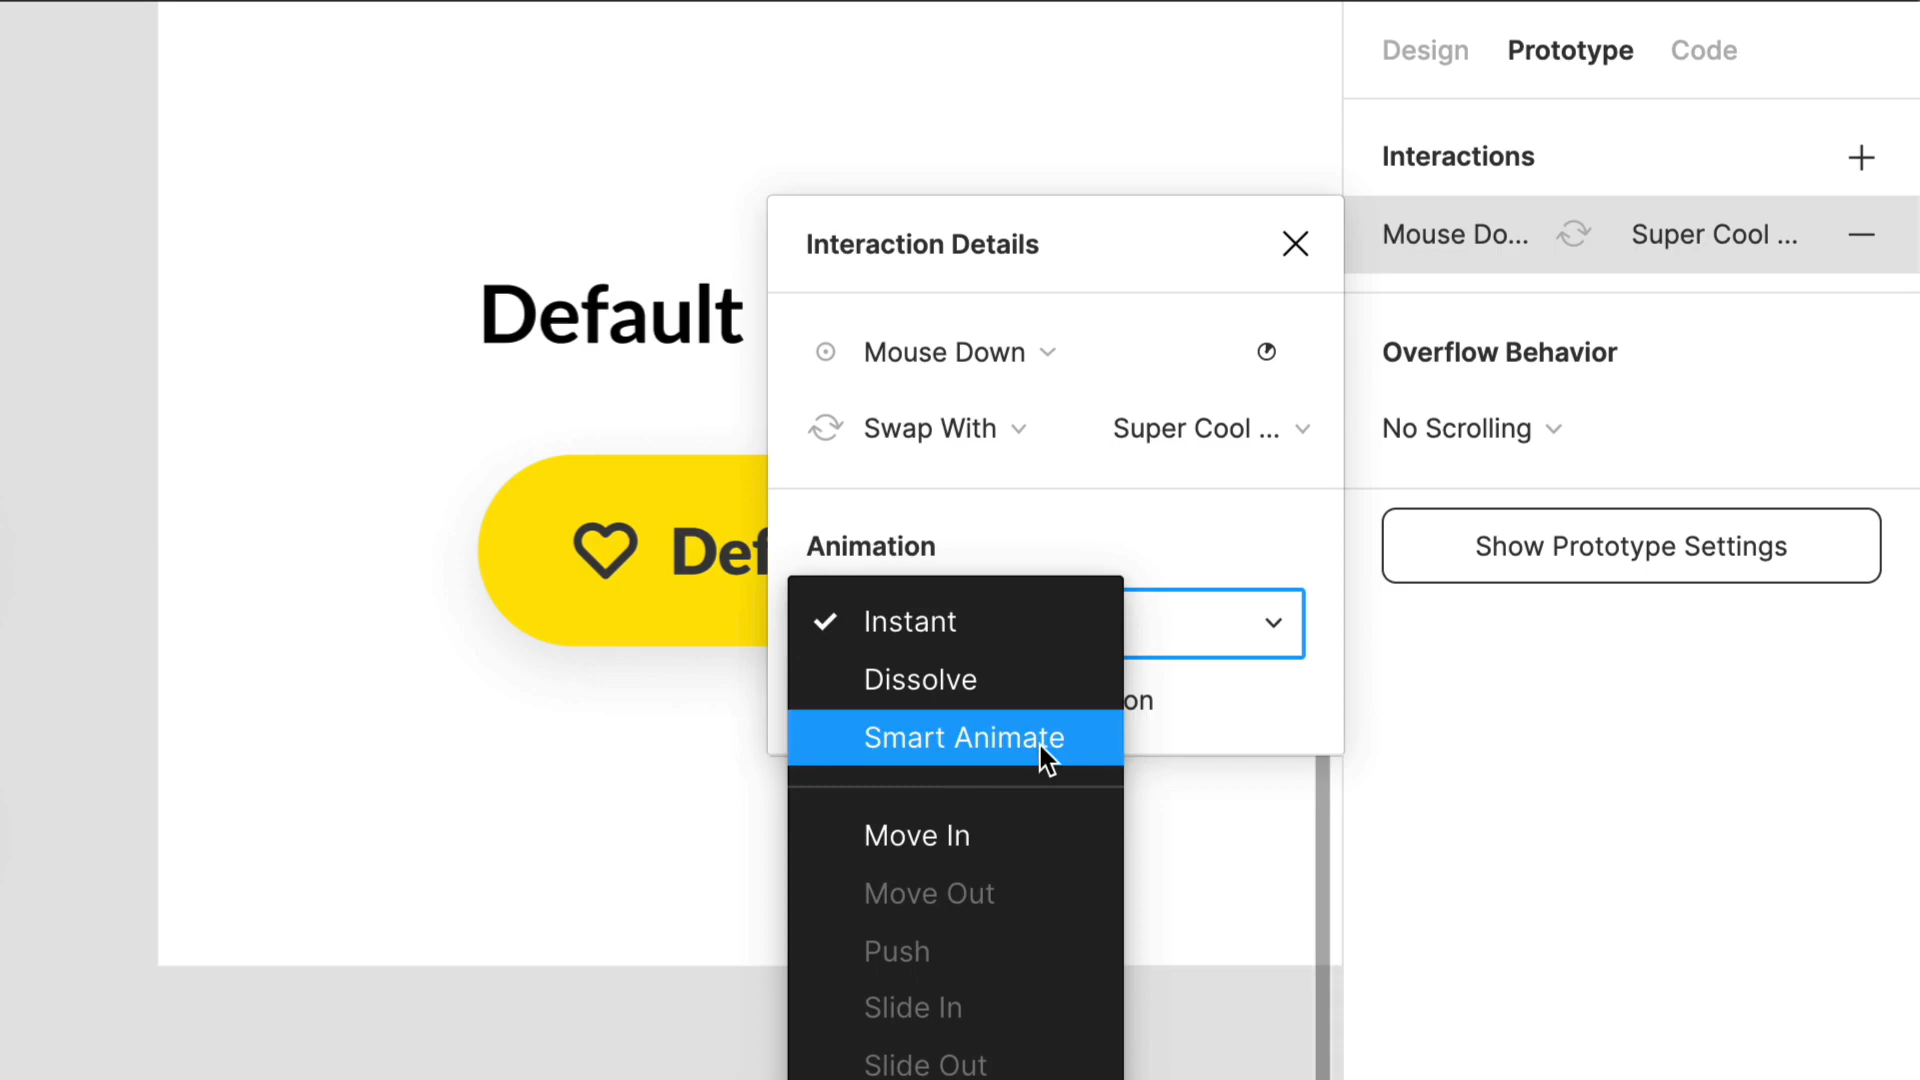 Design Prototype Code
Interactions
Mouse Do... Super Cool ...
Interaction Details
Default
Mouse Down
Overflow Behavior
Swap With Super Cool ...
No Scrolling
Def
Animation
Show Prototype Settings
Instant
Dissolve
on
Smart Animate
Move In
Move Out
Push
Slide In
Slide Out